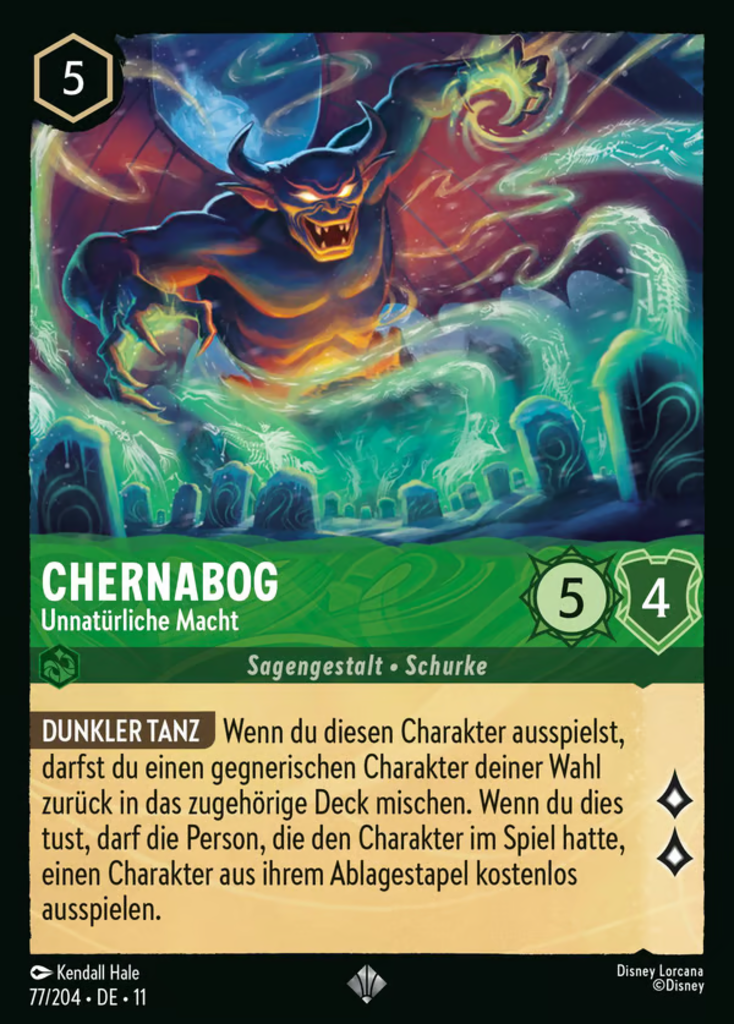 5
CHERNABOG
Unnatürliche Macht
5
4
Sagengestalt • Schurke
DUNKLER TANZ Wenn du diesen Charakter ausspielst,
darfst du einen gegnerischen Charakter deiner Wahl
zurück in das zugehörige Deck mischen. Wenn du dies
tust, darf die Person, die den Charakter im Spiel hatte,
einen Charakter aus ihrem Ablagestapel kostenlos
ausspielen.
Kendall Hale
77/204 • DE • 11
Disney Lorcana
©Disney